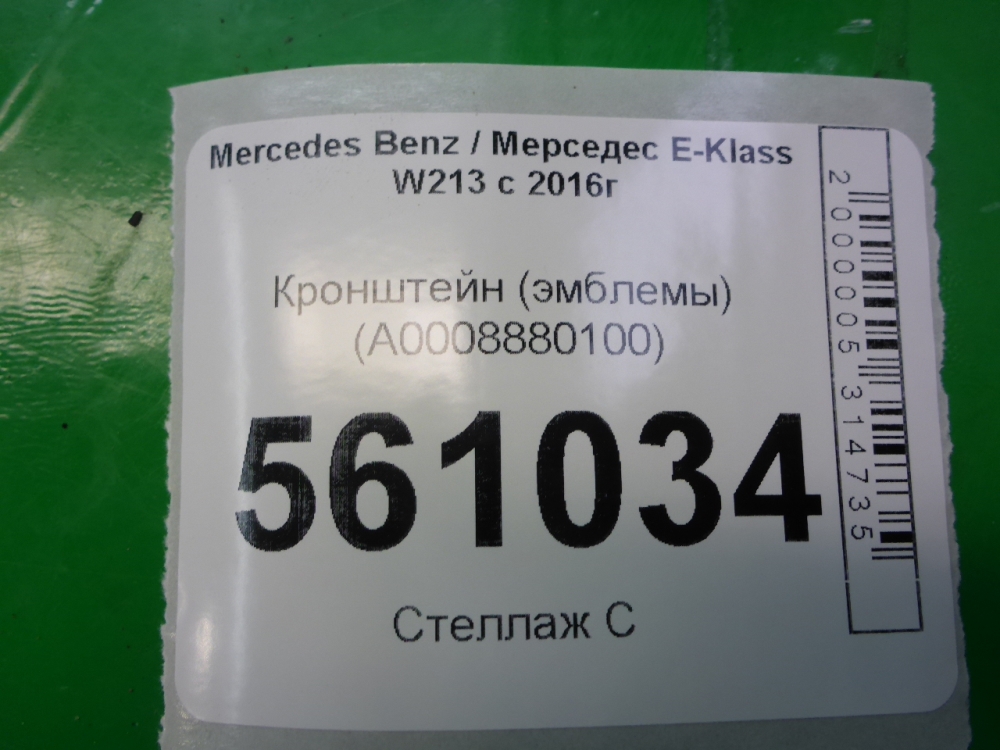 Mercedes Benz / Мерседес E-Klass
W213 с 2016г
Кронштейн (эмблемы)
(A0008880100)
561034
Стеллаж С
2000005314735